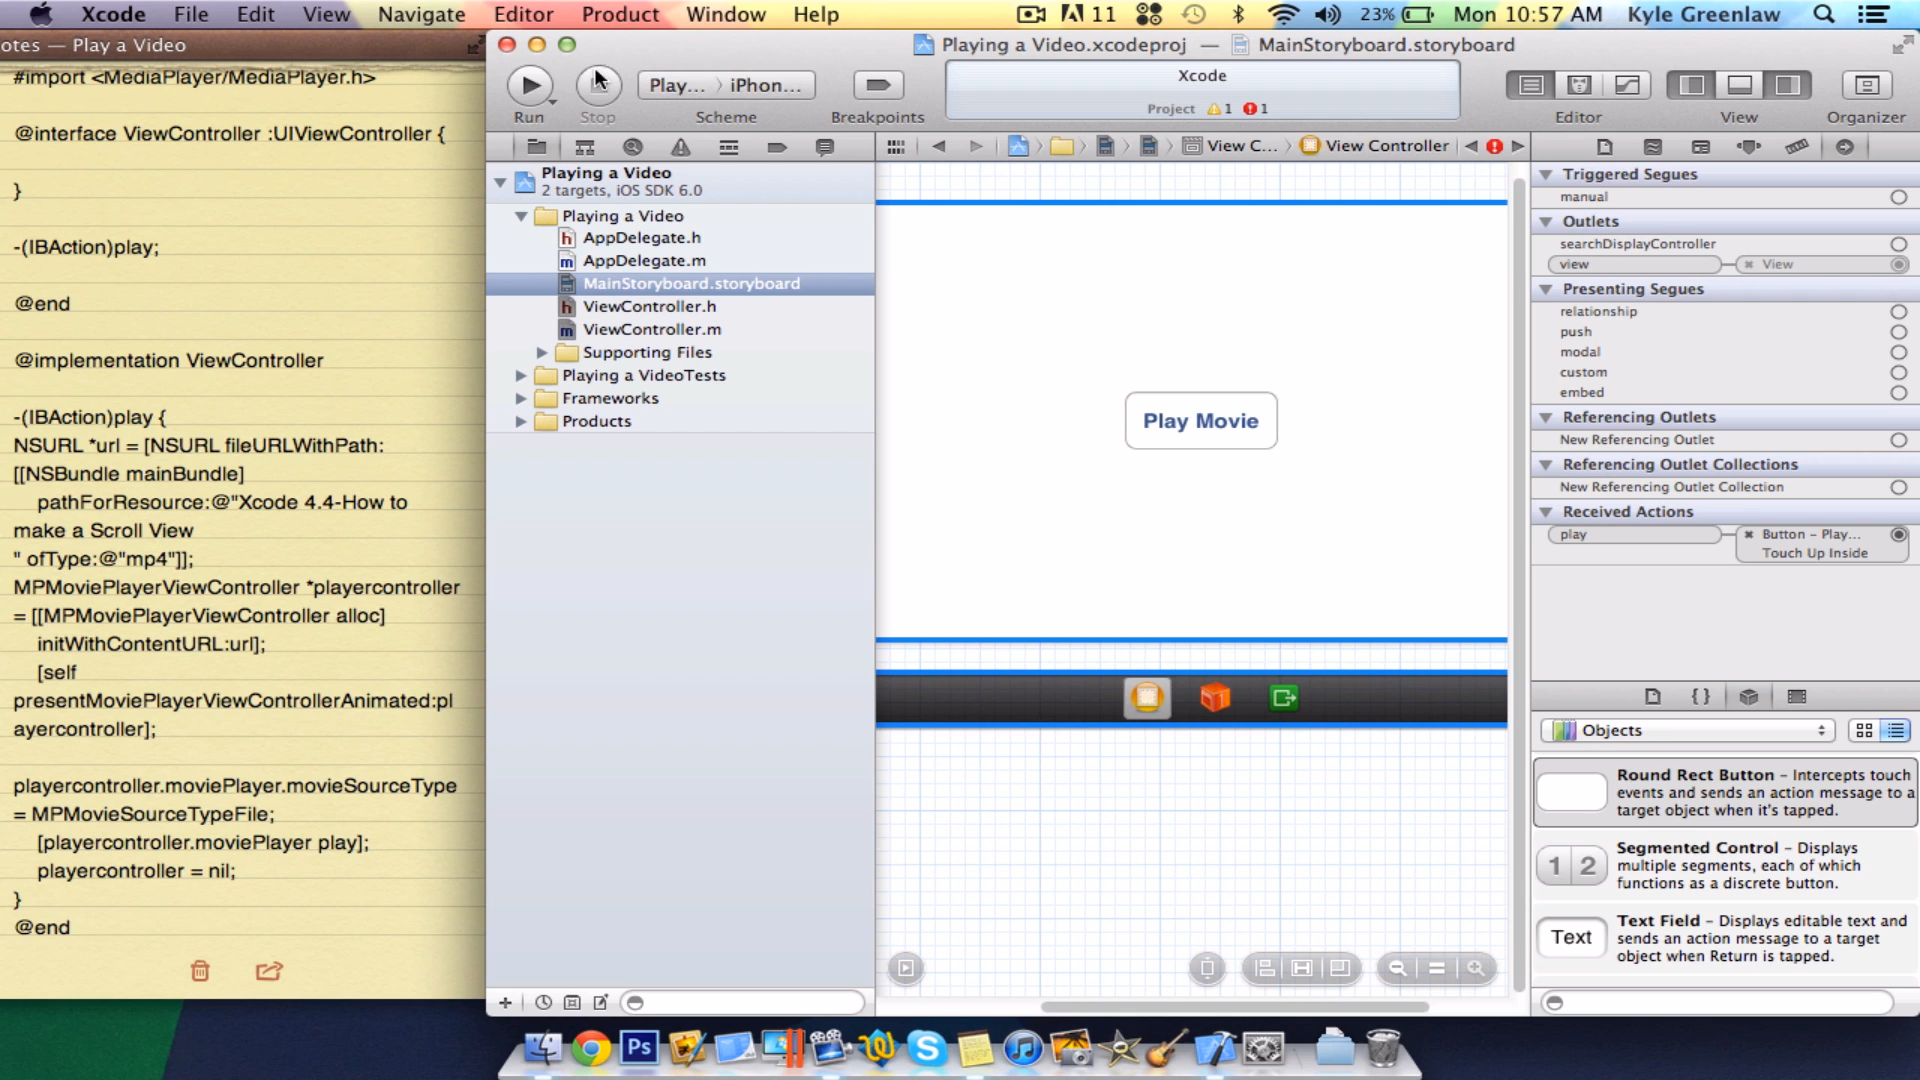 Xcode File Edit View Navigate Editor Product Window Help 11 23% Mon 10:57 AM Kyle Greenlaw
otes — Play a Video
#import <MediaPlayer/MediaPlayer.h>
@interface ViewController :UIViewController {
}
-(IBAction)play;
@end
@implementation ViewController
-(IBAction)play {
NSURL *url = [NSURL fileURLWithPath:
[[NSBundle mainBundle]
pathForResource:@"Xcode 4.4-How to
make a Scroll View
" ofType:@"mp4"]];
MPMoviePlayerViewController *playercontroller
= [[MPMoviePlayerViewController alloc]
initWithContentURL:url];
[self
presentMoviePlayerViewControllerAnimated:pl
ayercontroller];
playercontroller.moviePlayer.movieSourceType
= MPMovieSourceTypeFile;
[playercontroller.moviePlayer play];
playercontroller = nil;
}
@end
Playing a Video.xcodeproj — MainStoryboard.storyboard
Play... iPhon...
Xcode
Project 1 1
Run Stop Scheme Breakpoints Editor View Organizer
View C... View Controller
Playing a Video
2 targets, iOS SDK 6.0
Playing a Video
h AppDelegate.h
m AppDelegate.m
MainStoryboard.storyboard
h ViewController.h
m ViewController.m
Supporting Files
Playing a VideoTests
Frameworks
Products
Play Movie
Triggered Segues
manual
Outlets
searchDisplayController
view View
Presenting Segues
relationship
push
modal
custom
embed
Referencing Outlets
New Referencing Outlet
Referencing Outlet Collections
New Referencing Outlet Collection
Received Actions
play Button – Play...
Touch Up Inside
{ }
Objects
Round Rect Button – Intercepts touch
events and sends an action message to a
target object when it's tapped.
1 2
Segmented Control – Displays
multiple segments, each of which
functions as a discrete button.
Text
Text Field – Displays editable text and
sends an action message to a target
object when Return is tapped.
Ps